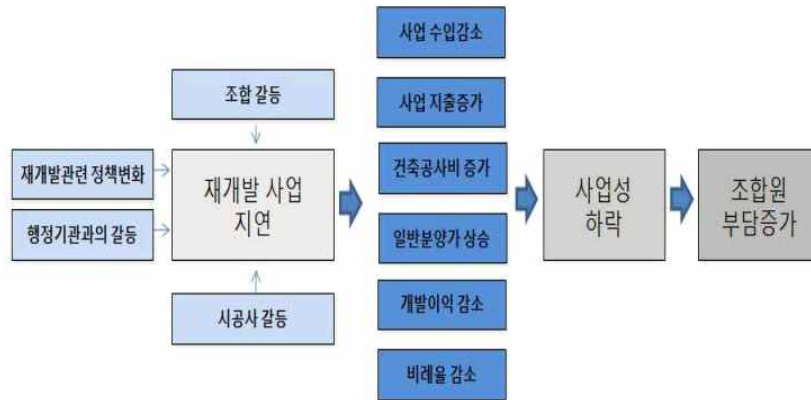 조합 갈등
재개발관련 정책변화
행정기관과의 갈등
재개발 사업
지연
시공사 갈등
사업 수입감소
사업 지출증가
건축공사비 증가
일반분양가 상승
개발이익 감소
비례율 감소
사업성
하락
조합원
부담증가